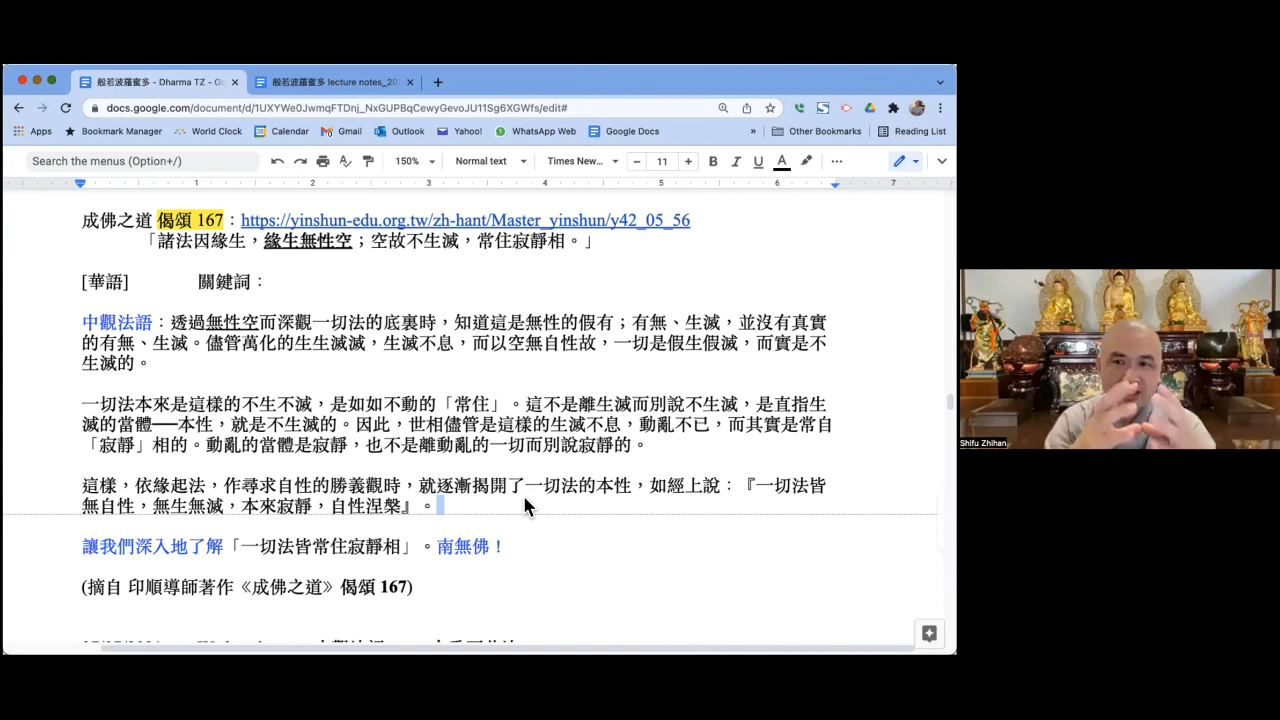 般若波羅蜜多 - Dharma TZ - Go
般若波羅蜜多 lecture notes_20
docs.google.com/document/d/1UXYWe0JwmqFTDnj_NxGUPBqCewyGevoJU11Sg6XGWfs/edit#
Apps Bookmark Manager World Clock Calendar Gmail Outlook Yahoo! WhatsApp Web Google Docs » Other Bookmarks Reading List
Search the menus (Option+/) 150% Normal text Times New... 11 B I U A
1 2 3 4 5 6 7
成佛之道 偈頌 167：https://yinshun-edu.org.tw/zh-hant/Master_yinshun/y42_05_56
「諸法因緣生，緣生無性空；空故不生滅，常住寂靜相。」
[華語] 關鍵詞：
中觀法語：透過無性空而深觀一切法的底裏時，知道這是無性的假有；有無、生滅，並沒有真實
的有無、生滅。儘管萬化的生生滅滅，生滅不息，而以空無自性故，一切是假生假滅，而實是不
生滅的。
一切法本來是這樣的不生不滅，是如如不動的「常住」。這不是離生滅而別說不生滅，是直指生
滅的當體──本性，就是不生滅的。因此，世相儘管是這樣的生滅不息，動亂不已，而其實是常自
「寂靜」相的。動亂的當體是寂靜，也不是離動亂的一切而別說寂靜的。
這樣，依緣起法，作尋求自性的勝義觀時，就逐漸揭開了一切法的本性，如經上說：『一切法皆
無自性，無生無滅，本來寂靜，自性涅槃』。
讓我們深入地了解「一切法皆常住寂靜相」。南無佛！
(摘自 印順導師著作《成佛之道》偈頌 167)
Shifu Zhihan